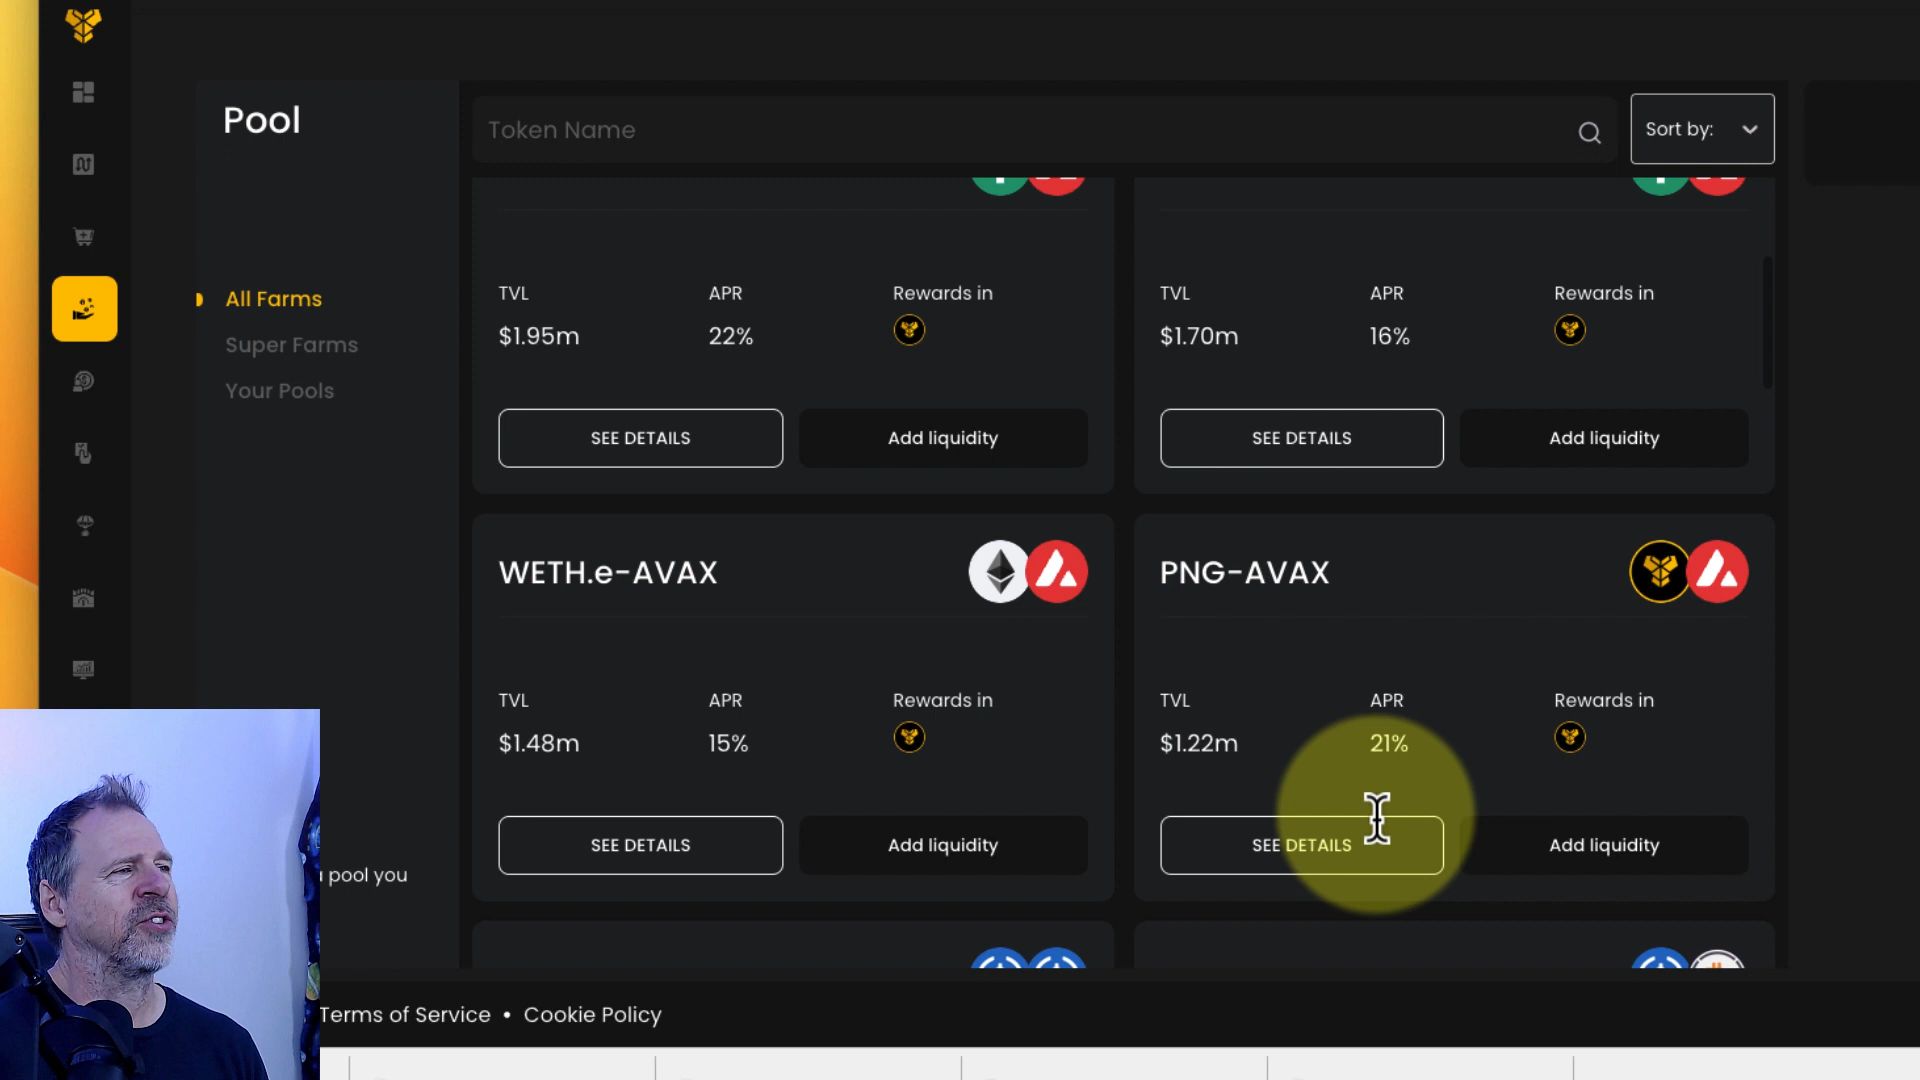 Pool
Token Name
Sort by:
All Farms
Super Farms
Your Pools
TVL APR Rewards in
$1.95m 22%
SEE DETAILS Add liquidity
TVL APR Rewards in
$1.70m 16%
SEE DETAILS Add liquidity
WETH.e-AVAX
TVL APR Rewards in
$1.48m 15%
SEE DETAILS Add liquidity
PNG-AVAX
TVL APR Rewards in
$1.22m 21%
SEE DETAILS Add liquidity
pool you
Terms of Service • Cookie Policy